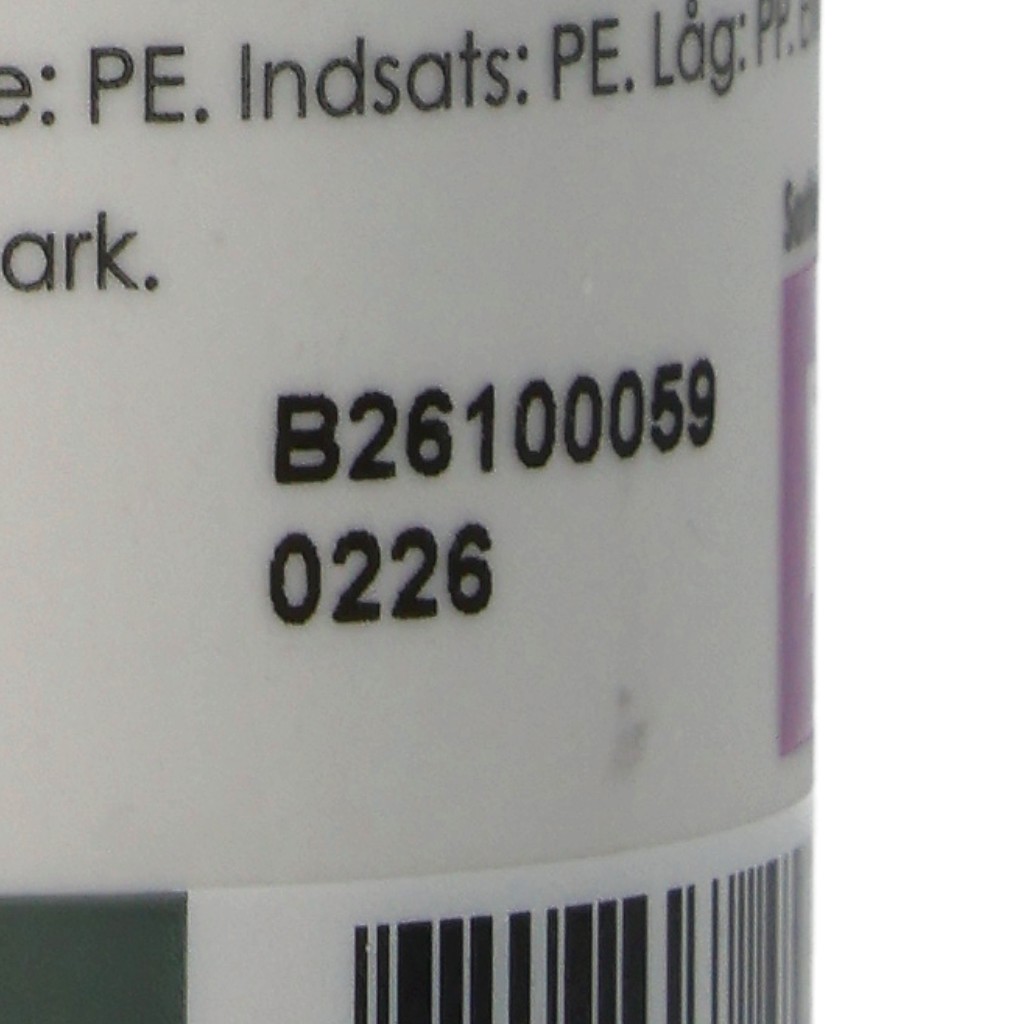 e: PE. Indsats: PE. Låg: PP.
ark.
B26100059
0226